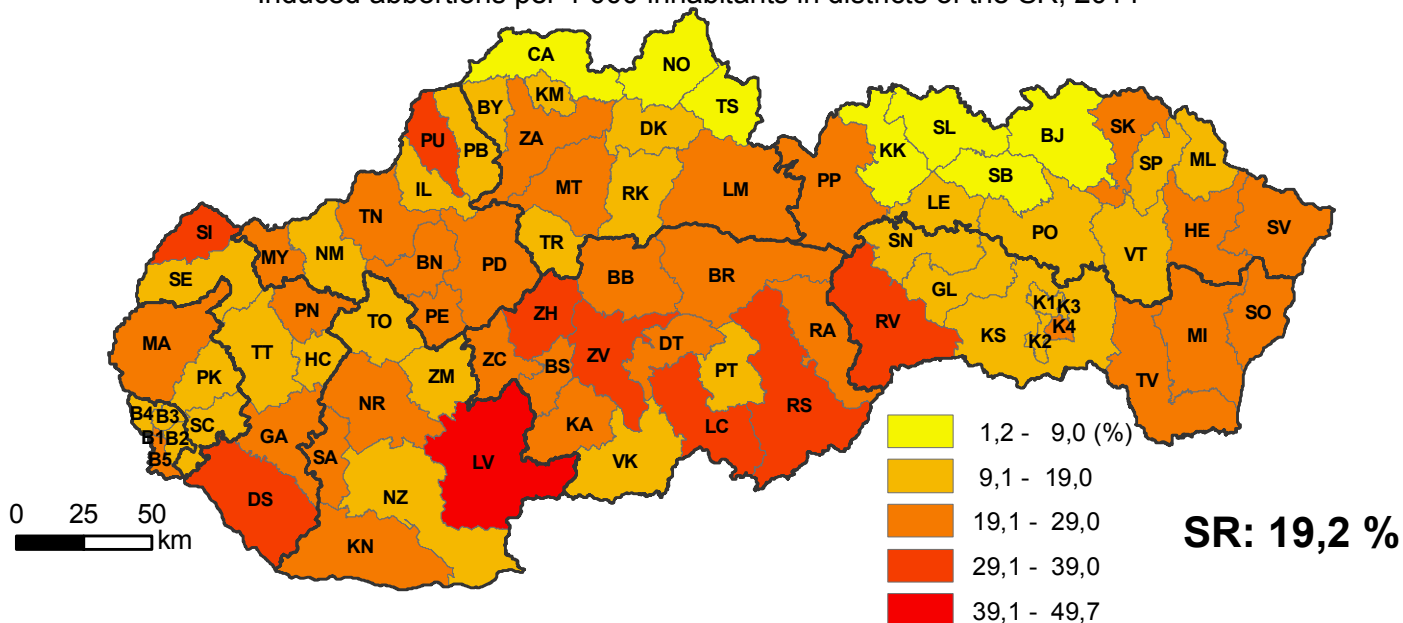 CA
NO
TS
BY
KM
PU
PB
ZA
DK
IL
MT
RK
LM
PP
KK
SL
BJ
SK
SB
SP
ML
LE
TN
SI
MY
NM
BN
PD
TR
BB
BR
SN
PO
VT
HE
SV
SE
PN
TO
PE
ZH
GL
RV
K1
K3
K4
K2
KS
MI
SO
MA
TT
HC
ZC
BS
ZV
DT
RA
PT
PK
ZM
TV
NR
RS
B4
B3
SC
B1
B2
B5
GA
SA
KA
LC
VK
LV
DS
NZ
KN
0 25 50
km
1,2 - 9,0 (%)
9,1 - 19,0
19,1 - 29,0
29,1 - 39,0
39,1 - 49,7
SR: 19,2 %